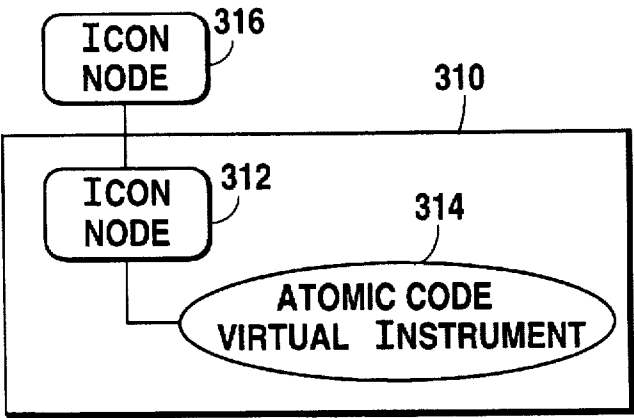 ICON
NODE
316
310
ICON
NODE
312
314
ATOMIC CODE
VIRTUAL INSTRUMENT